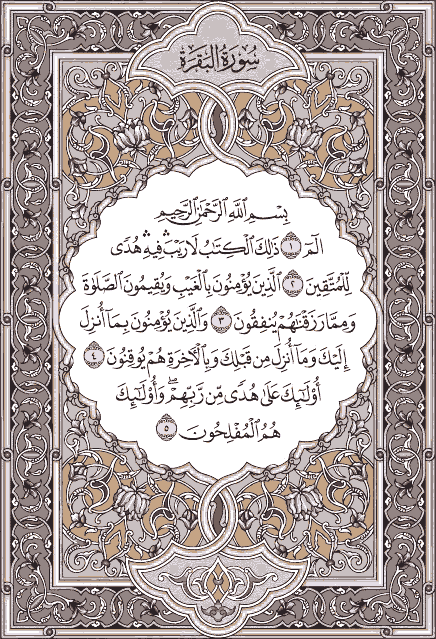 سُورَةُ البَقَرَةِ
بِسْمِ ٱللَّهِ ٱلرَّحْمَٰنِ ٱلرَّحِيمِ
الٓمٓ ١ ذَٰلِكَ ٱلْكِتَٰبُ لَا رَيْبَ ۛ فِيهِ ۛ هُدًى
لِّلْمُتَّقِينَ ٢ ٱلَّذِينَ يُؤْمِنُونَ بِٱلْغَيْبِ وَيُقِيمُونَ ٱلصَّلَوٰةَ
وَمِمَّا رَزَقْنَٰهُمْ يُنفِقُونَ ٣ وَٱلَّذِينَ يُؤْمِنُونَ بِمَآ أُنزِلَ
إِلَيْكَ وَمَآ أُنزِلَ مِن قَبْلِكَ وَبِٱلْأَخِرَةِ هُمْ يُوقِنُونَ ٤
أُو۟لَٰٓئِكَ عَلَىٰ هُدًى مِّن رَّبِّهِمْ ۖ وَأُو۟لَٰٓئِكَ
هُمُ ٱلْمُفْلِحُونَ ٥
٢